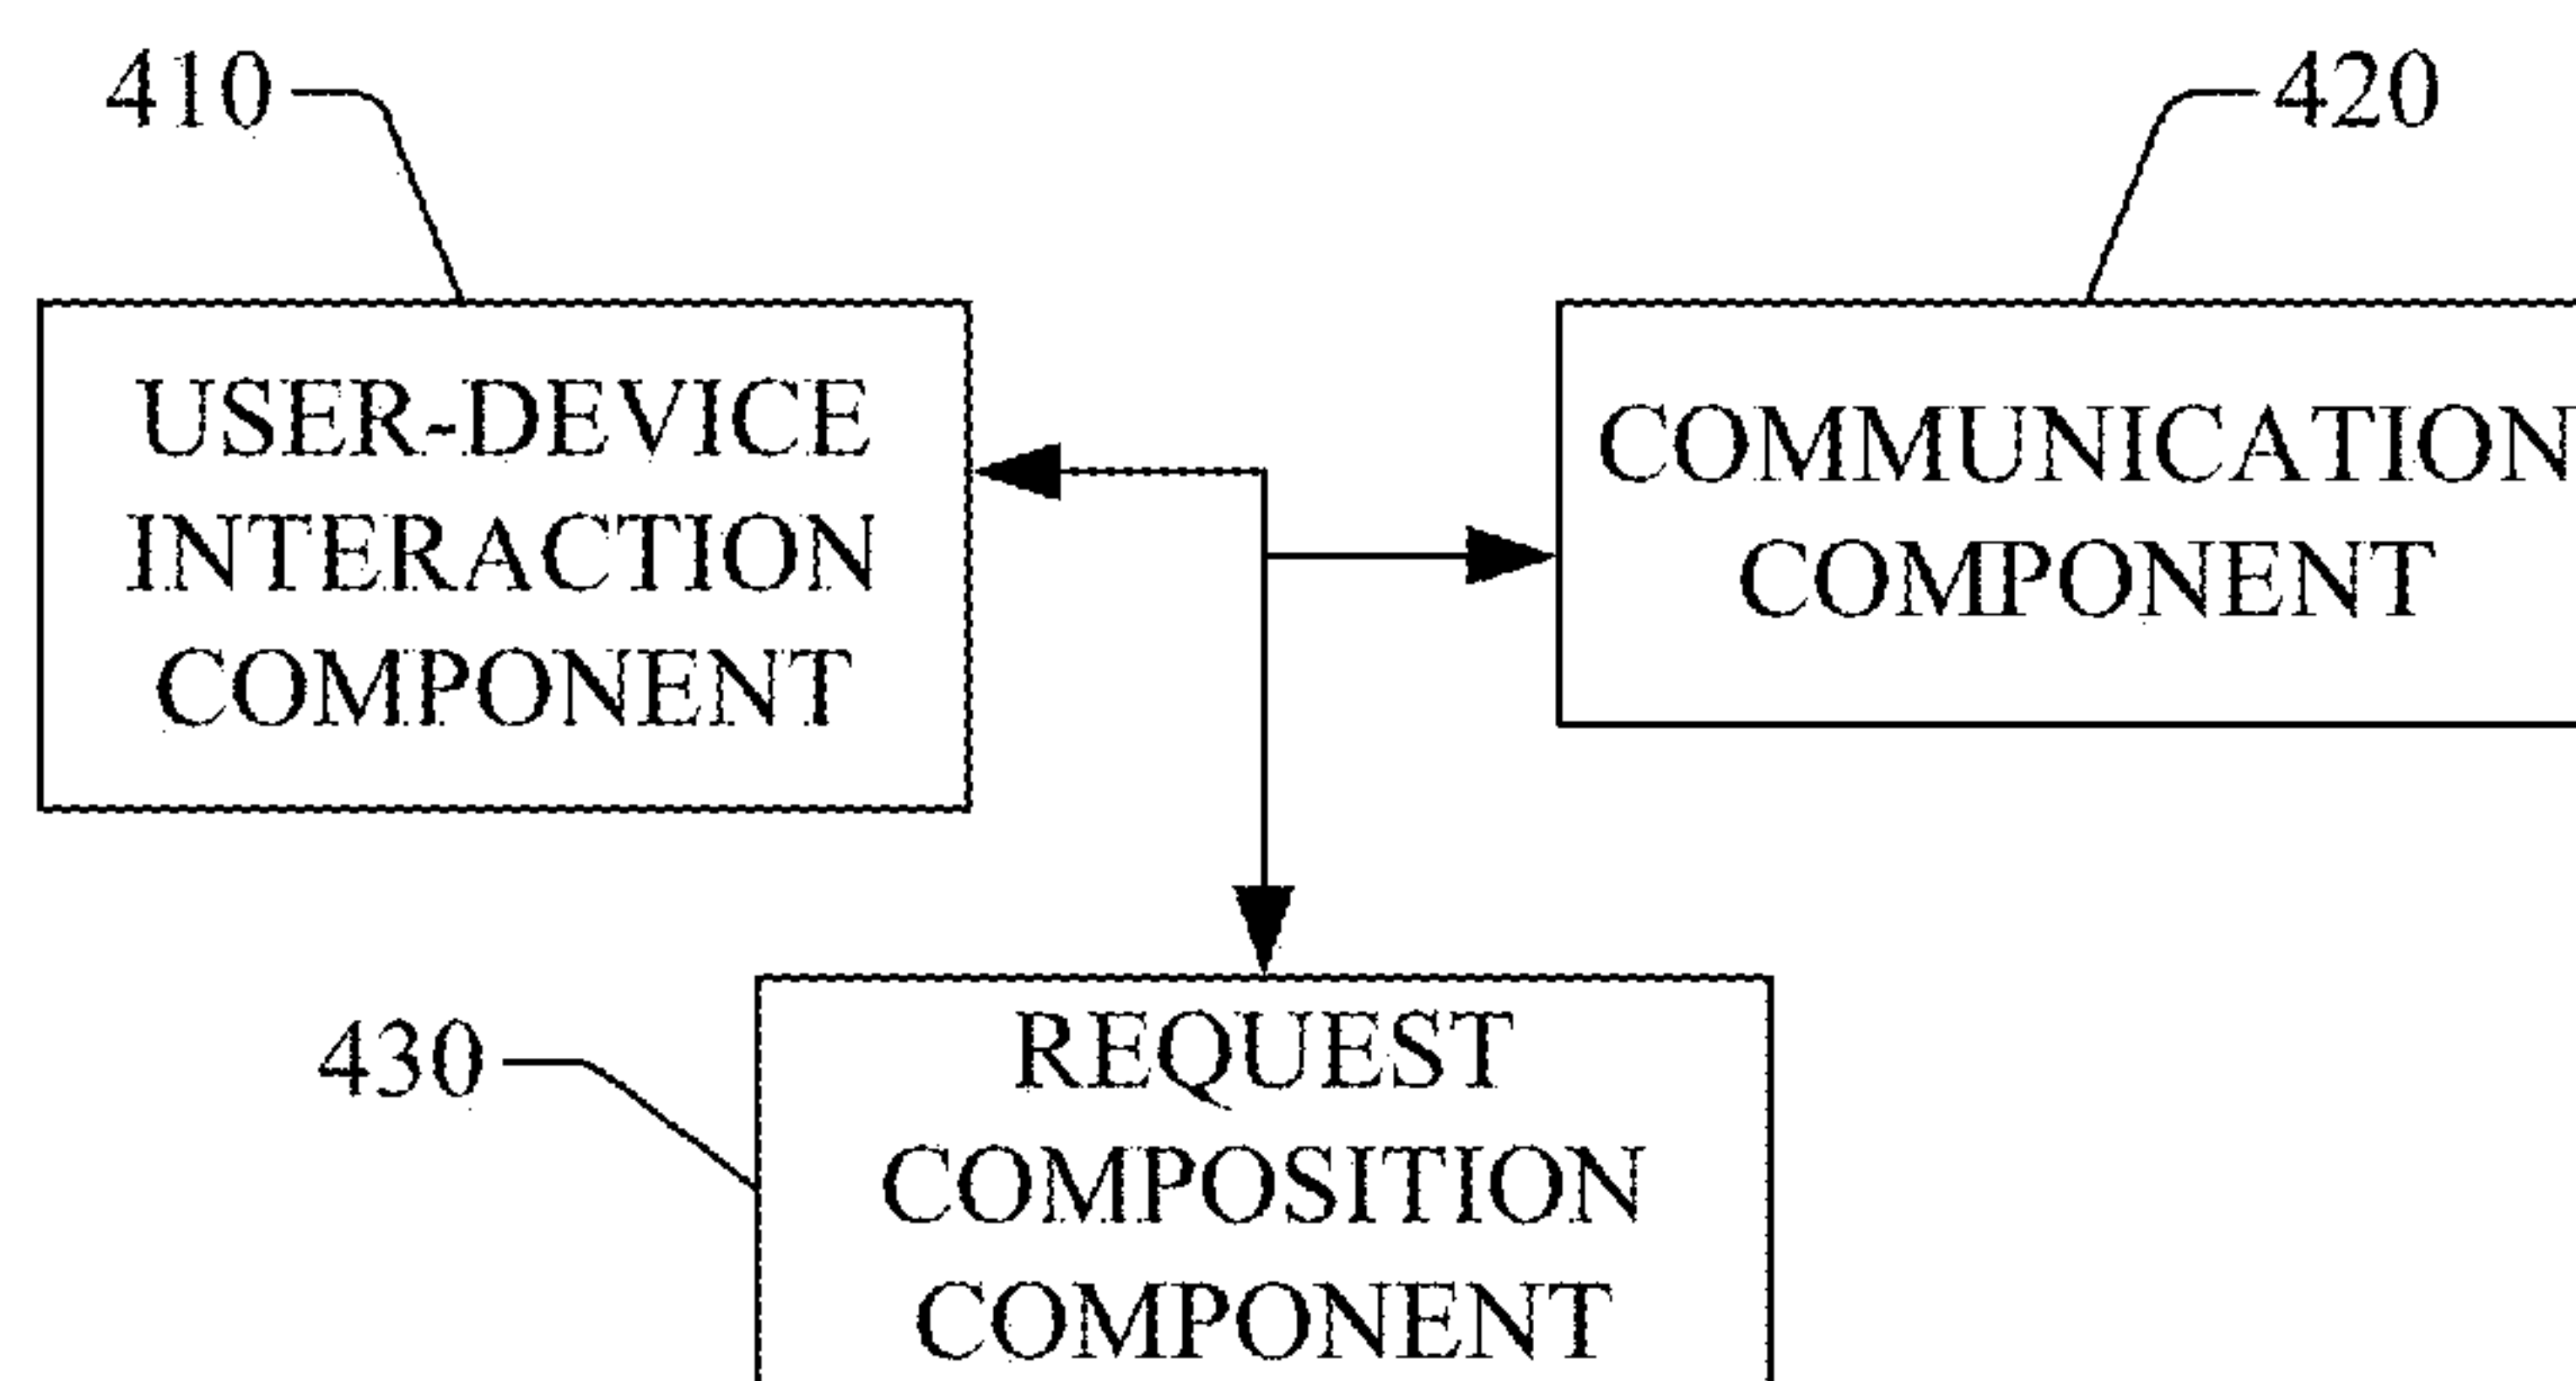 410
420
USER-DEVICE
INTERACTION
COMPONENT
COMMUNICATION
COMPONENT
430
REQUEST
COMPOSITION
COMPONENT